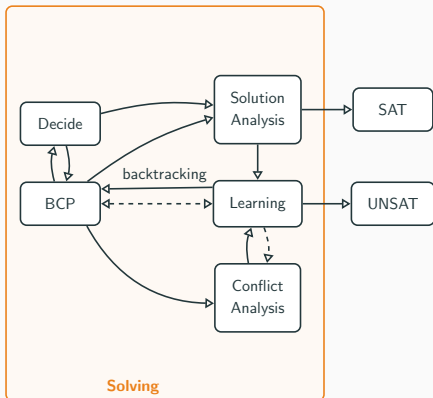 Solution
Analysis
SAT
Decide
backtracking
BCP
Learning
UNSAT
Conflict
Analysis
Solving